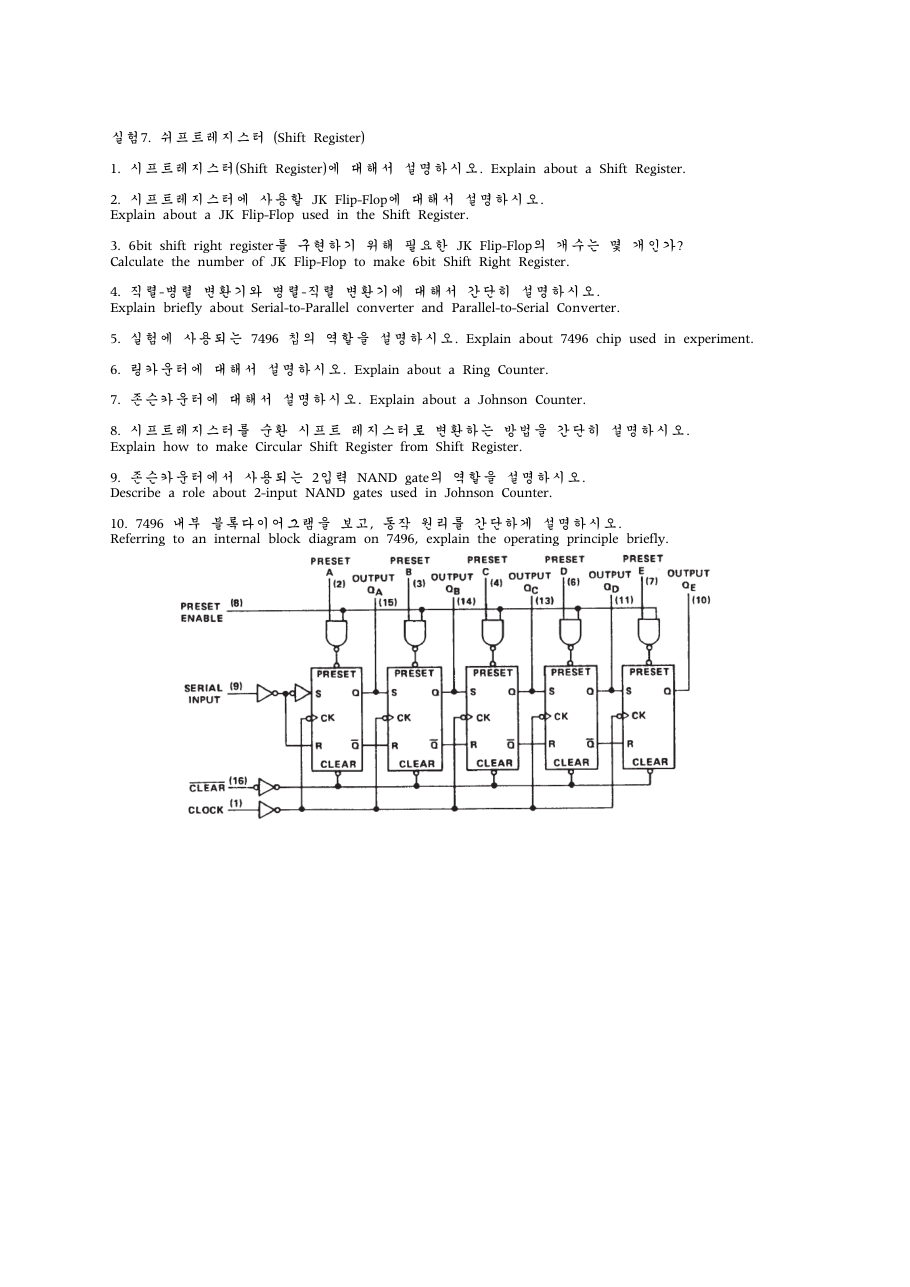 실험7. 쉬프트레지스터 (Shift Register)
1. 시프트레지스터(Shift Register)에 대해서 설명하시오. Explain about a Shift Register.
2. 시프트레지스터에 사용할 JK Flip-Flop에 대해서 설명하시오.
Explain about a JK Flip-Flop used in the Shift Register.
3. 6bit shift right register를 구현하기 위해 필요한 JK Flip-Flop의 개수는 몇 개인가?
Calculate the number of JK Flip-Flop to make 6bit Shift Right Register.
4. 직렬-병렬 변환기와 병렬-직렬 변환기에 대해서 간단히 설명하시오.
Explain briefly about Serial-to-Parallel converter and Parallel-to-Serial Converter.
5. 실험에 사용되는 7496 칩의 역할을 설명하시오. Explain about 7496 chip used in experiment.
6. 링카운터에 대해서 설명하시오. Explain about a Ring Counter.
7. 존슨카운터에 대해서 설명하시오. Explain about a Johnson Counter.
8. 시프트레지스터를 순환 시프트 레지스터로 변환하는 방법을 간단히 설명하시오.
Explain how to make Circular Shift Register from Shift Register.
9. 존슨카운터에서 사용되는 2입력 NAND gate의 역할을 설명하시오.
Describe a role about 2-input NAND gates used in Johnson Counter.
10. 7496 내부 블록다이어그램을 보고, 동작 원리를 간단하게 설명하시오.
Referring to an internal block diagram on 7496, explain the operating principle briefly.
PRESET PRESET PRESET PRESET PRESET
A B C D E
(2) (3) (4) (6) (7)
OUTPUT OUTPUT OUTPUT OUTPUT OUTPUT
QA QB QC QD QE
(15) (14) (13) (11) (10)
PRESET (8)
ENABLE
PRESET PRESET PRESET PRESET PRESET
SERIAL (9)
INPUT
S Q S Q S Q S Q S Q
CK CK CK CK CK
R Q̅ R Q̅ R Q̅ R Q̅ R
CLEAR CLEAR CLEAR CLEAR CLEAR
C̅L̅E̅A̅R̅ (16)
CLOCK (1)